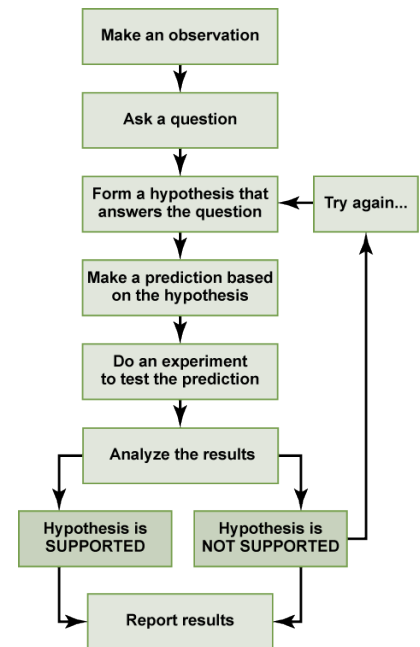 Make an observation
Ask a question
Form a hypothesis that
answers the question
Try again...
Make a prediction based
on the hypothesis
Do an experiment
to test the prediction
Analyze the results
Hypothesis is
SUPPORTED
Hypothesis is
NOT SUPPORTED
Report results